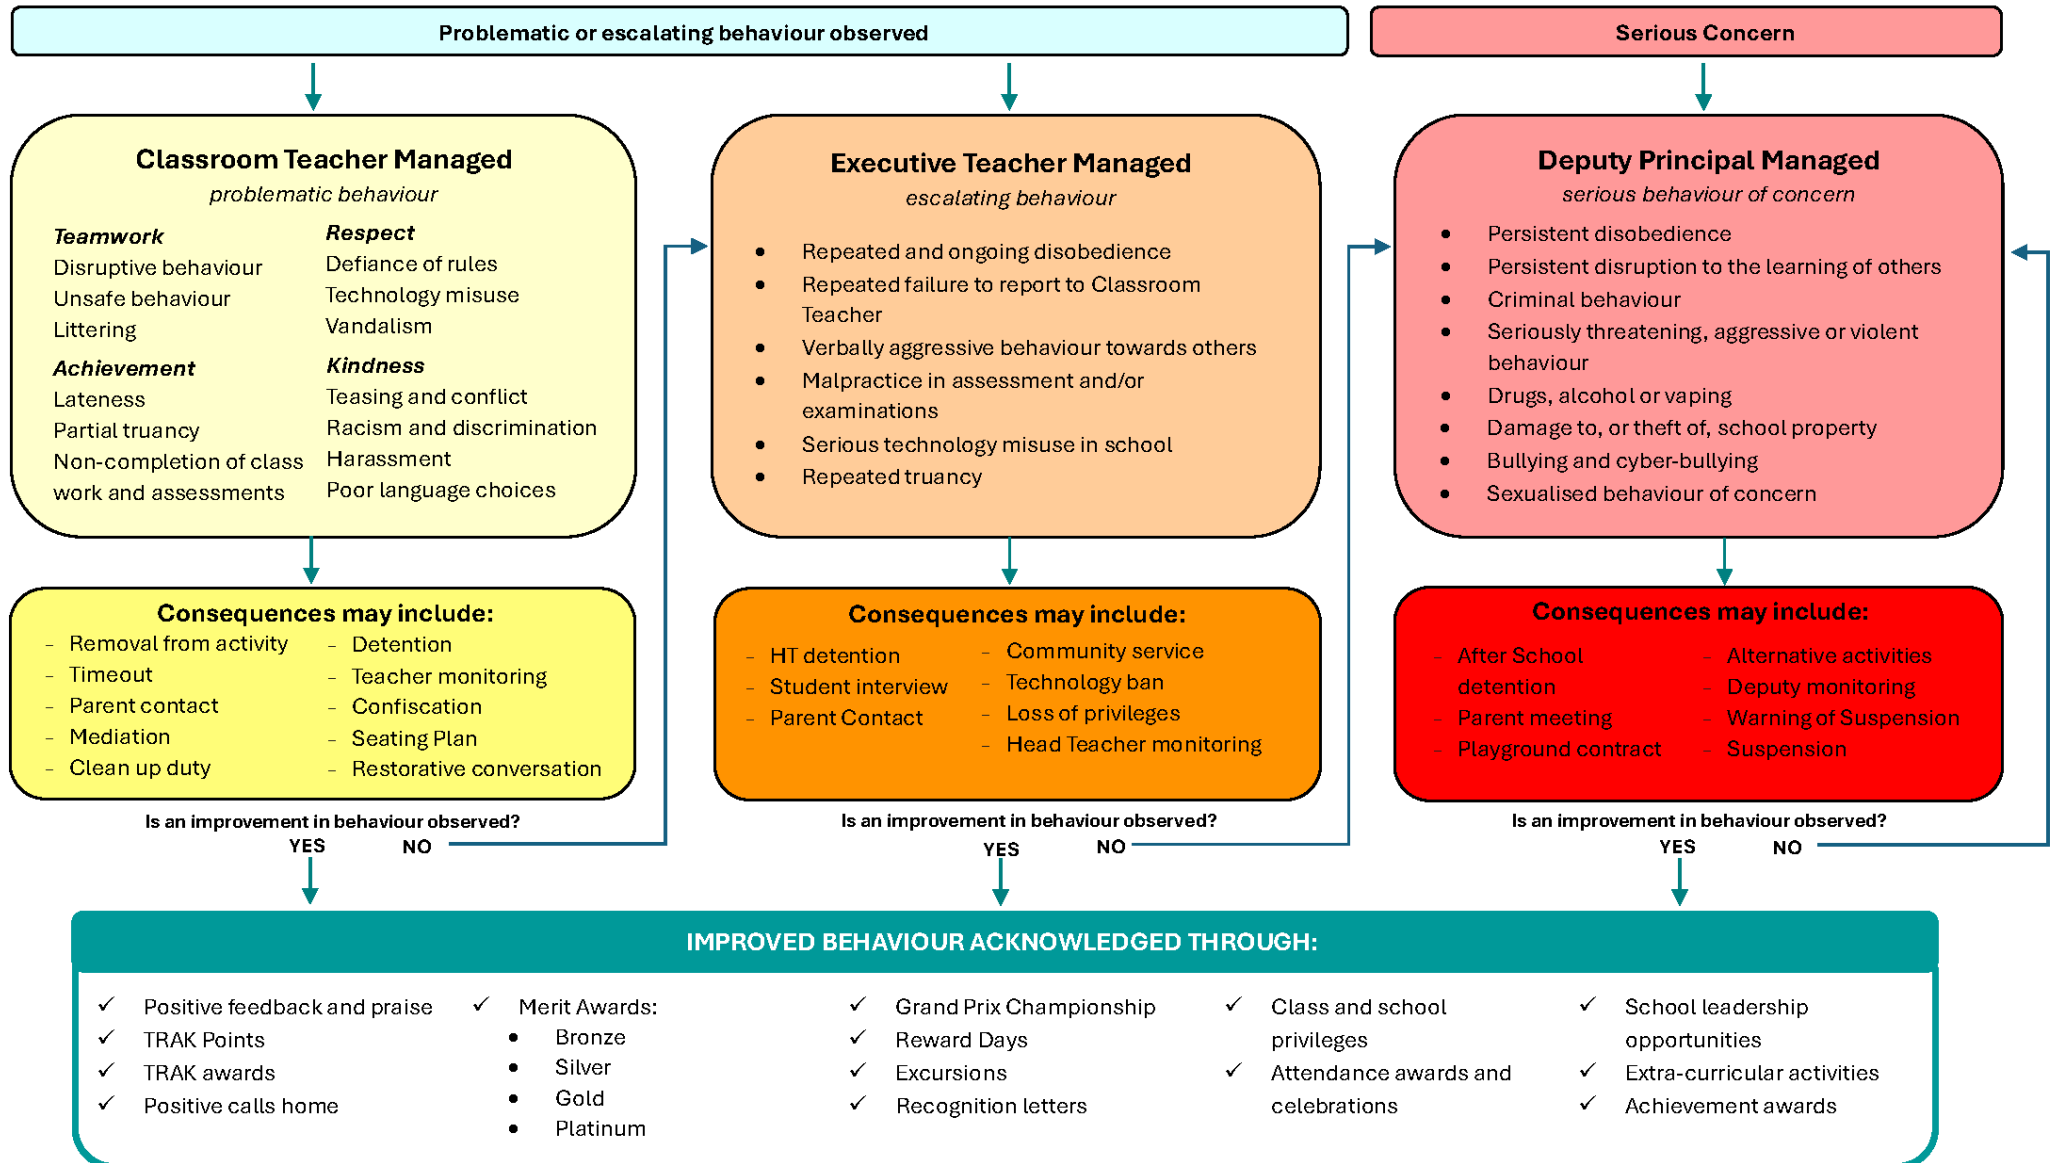 Problematic or escalating behaviour observed
Serious Concern
Classroom Teacher Managed
problematic behaviour
Teamwork
Disruptive behaviour
Unsafe behaviour
Littering
Achievement
Lateness
Partial truancy
Non-completion of class
work and assessments
Respect
Defiance of rules
Technology misuse
Vandalism
Kindness
Teasing and conflict
Racism and discrimination
Harassment
Poor language choices
Executive Teacher Managed
escalating behaviour
• Repeated and ongoing disobedience
• Repeated failure to report to Classroom
Teacher
• Verbally aggressive behaviour towards others
• Malpractice in assessment and/or
examinations
• Serious technology misuse in school
• Repeated truancy
Deputy Principal Managed
serious behaviour of concern
• Persistent disobedience
• Persistent disruption to the learning of others
• Criminal behaviour
• Seriously threatening, aggressive or violent
behaviour
• Drugs, alcohol or vaping
• Damage to, or theft of, school property
• Bullying and cyber-bullying
• Sexualised behaviour of concern
Consequences may include:
- Removal from activity
- Timeout
- Parent contact
- Mediation
- Clean up duty
- Detention
- Teacher monitoring
- Confiscation
- Seating Plan
- Restorative conversation
Consequences may include:
- HT detention
- Student interview
- Parent Contact
- Community service
- Technology ban
- Loss of privileges
- Head Teacher monitoring
Consequences may include:
- After School
detention
- Parent meeting
- Playground contract
- Alternative activities
- Deputy monitoring
- Warning of Suspension
- Suspension
Is an improvement in behaviour observed?
YES NO
Is an improvement in behaviour observed?
YES NO
Is an improvement in behaviour observed?
YES NO
IMPROVED BEHAVIOUR ACKNOWLEDGED THROUGH:
✓ Positive feedback and praise
✓ TRAK Points
✓ TRAK awards
✓ Positive calls home
✓ Merit Awards:
• Bronze
• Silver
• Gold
• Platinum
✓ Grand Prix Championship
✓ Reward Days
✓ Excursions
✓ Recognition letters
✓ Class and school
privileges
✓ Attendance awards and
celebrations
✓ School leadership
opportunities
✓ Extra-curricular activities
✓ Achievement awards